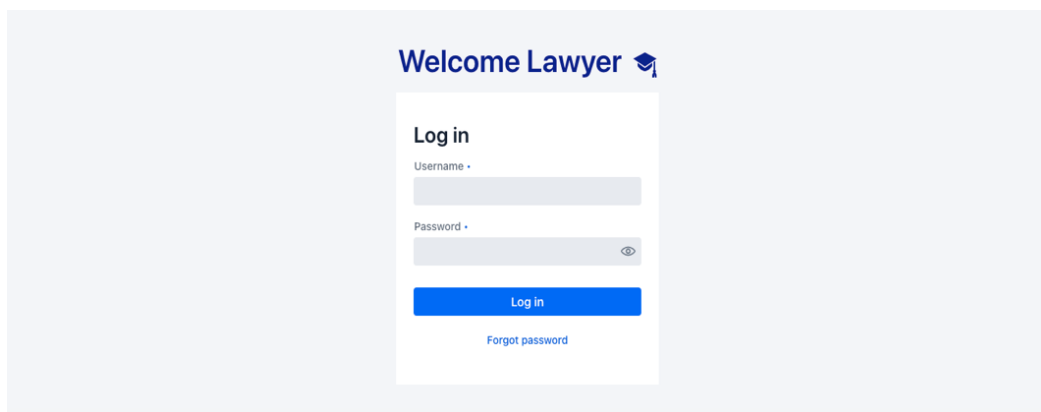 Welcome Lawyer
Log in
Username •
Password •
Log in
Forgot password